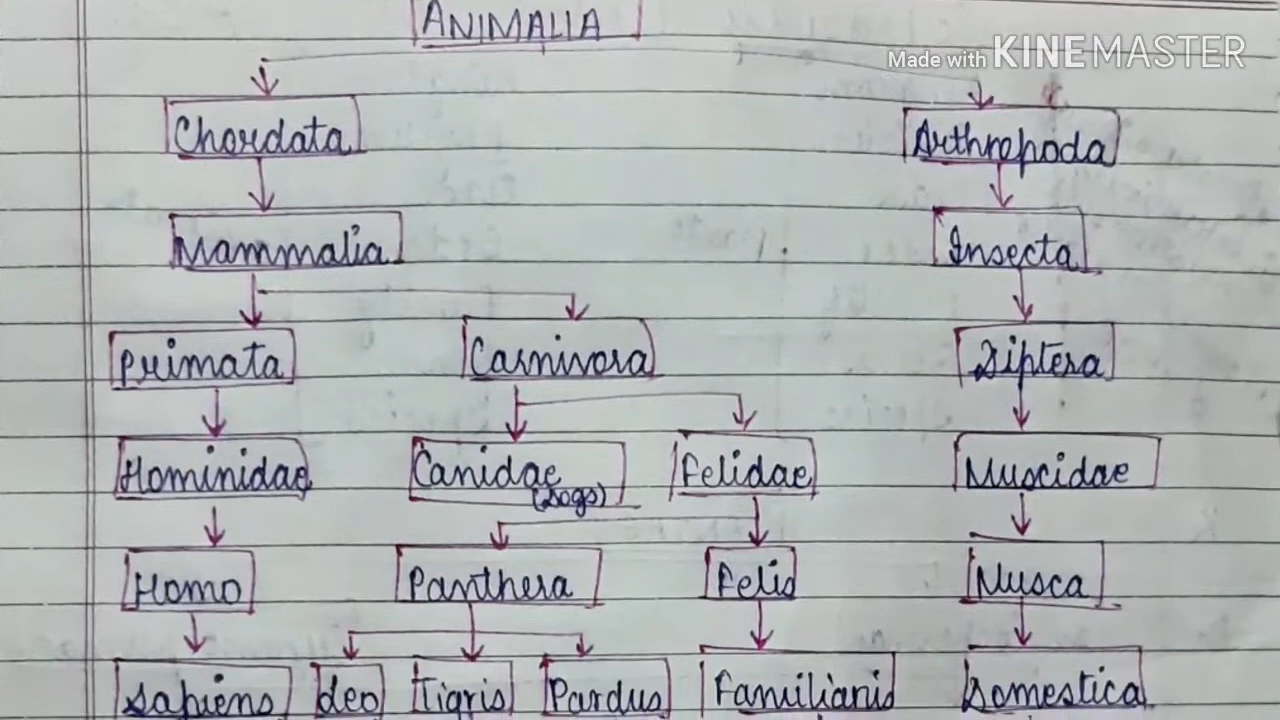 ANIMALIA
Made with KINEMASTER
Chordata Arthropoda
Mammalia Insecta
Primata Carnivora Diptera
Hominidae Canidae Felidae Muscidae
(Dogs)
Homo Panthera Felis Musca
Sapiens Leo Tigris Pardus Familianis Domestica